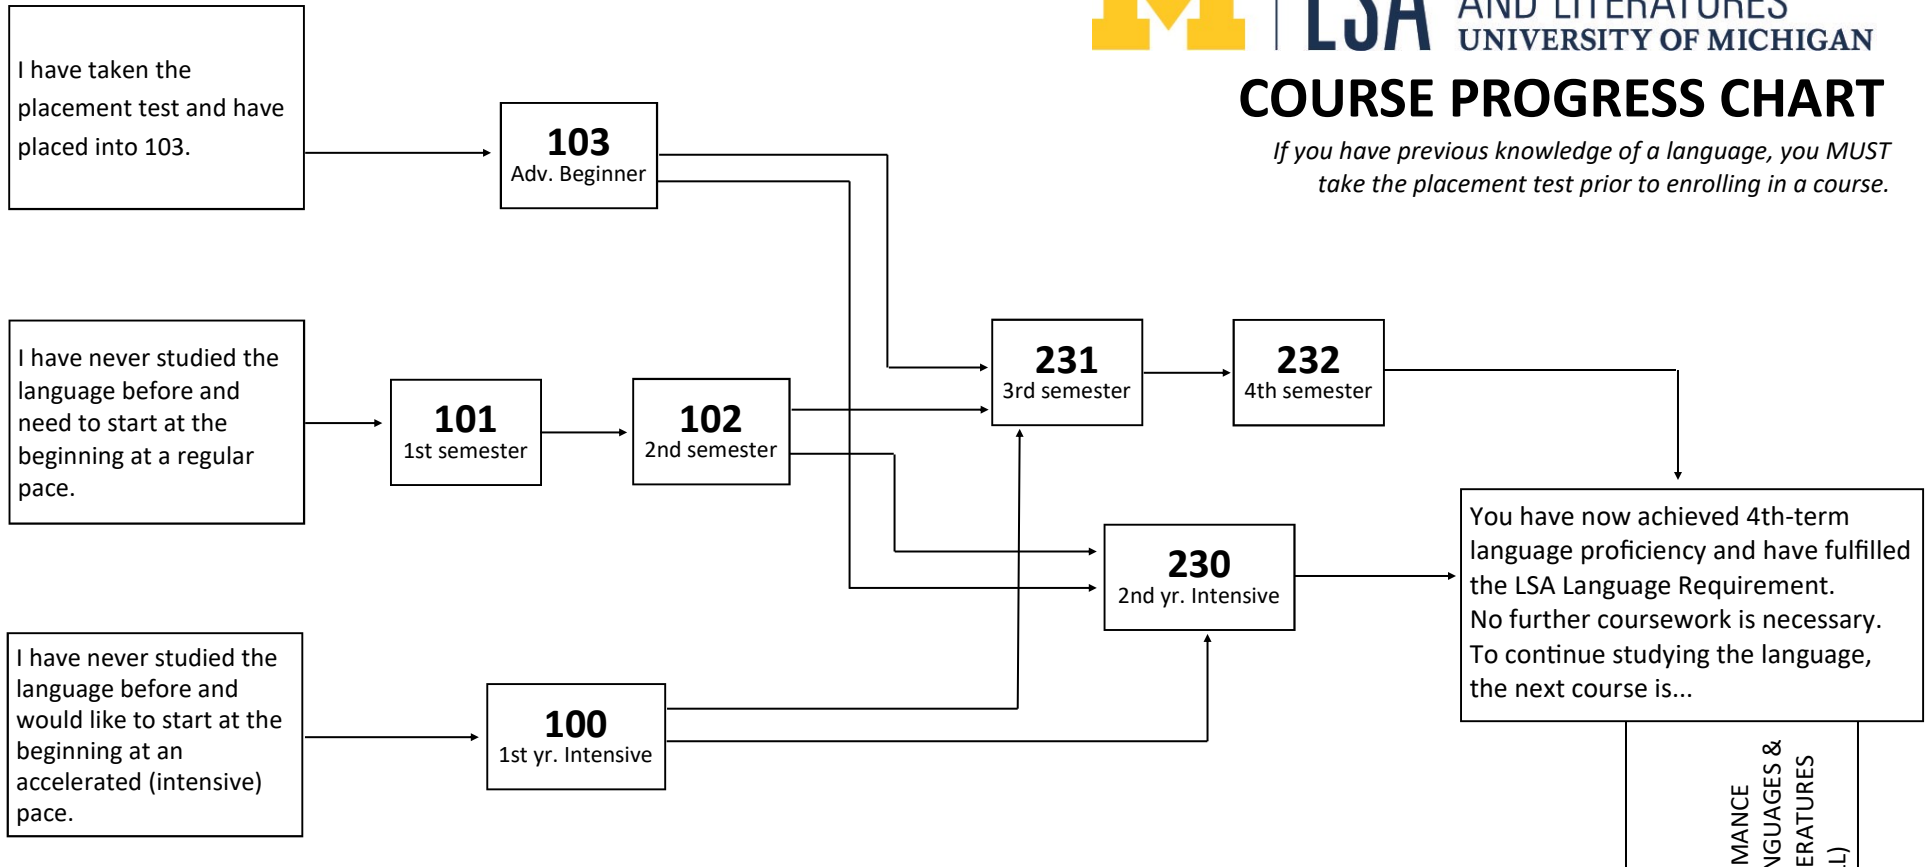 AND LITERATURES
LSA
UNIVERSITY OF MICHIGAN
COURSE PROGRESS CHART
If you have previous knowledge of a language, you MUST
take the placement test prior to enrolling in a course.
I have taken the
placement test and have
placed into 103.
103
Adv. Beginner
I have never studied the
language before and
need to start at the
beginning at a regular
pace.
101
1st semester
102
2nd semester
231
3rd semester
232
4th semester
230
2nd yr. Intensive
You have now achieved 4th-term
language proficiency and have fulfilled
the LSA Language Requirement.
No further coursework is necessary.
To continue studying the language,
the next course is...
I have never studied the
language before and
would like to start at the
beginning at an
accelerated (intensive)
pace.
100
1st yr. Intensive
MANCE
NGUAGES &
ERATURES
L)